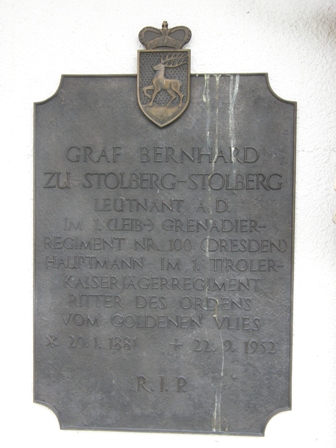 GRAF BERNHARD
ZU STOLBERG-STOLBERG
LEUTNANT A. D.
IM 1. (LEIB-) GRENADIER-
REGIMENT NR. 100 (DRESDEN)
HAUPTMANN IM 1. TIROLER-
KAISERJÄGERREGIMENT
RITTER DES ORDENS
VOM GOLDENEN VLIES
* 20.1.1881 + 22.9.1952
R.I.P.